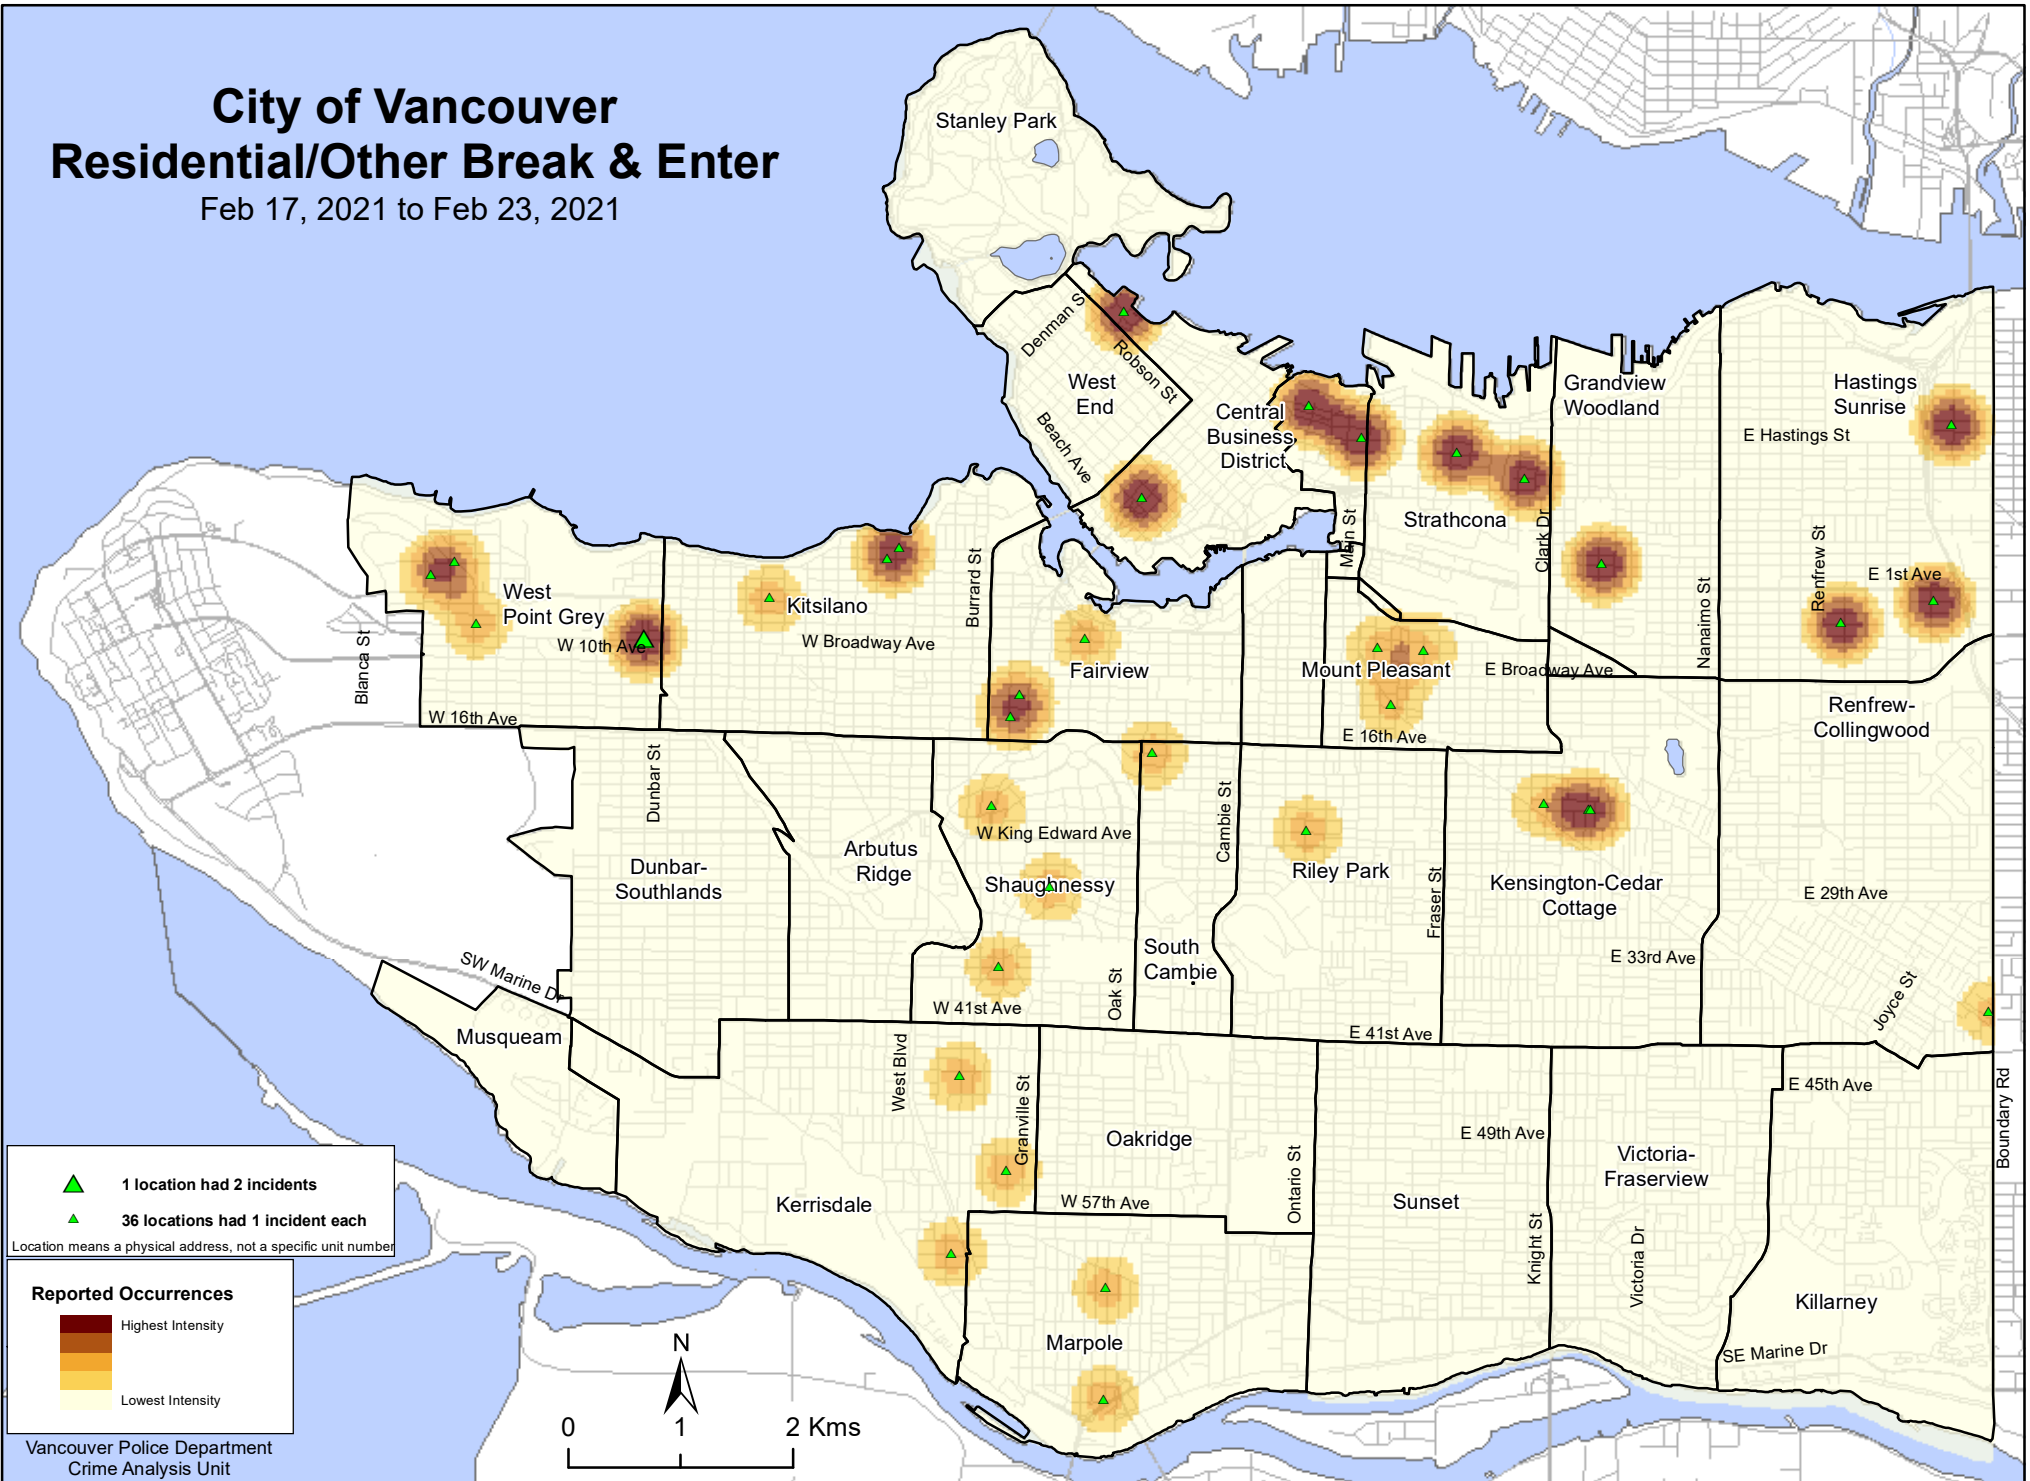 City of Vancouver
Residential/Other Break & Enter
Feb 17, 2021 to Feb 23, 2021
Stanley Park
Denman S
Robson St
West
End
Beach Ave
Central
Business
District
Grandview
Woodland
Hastings
Sunrise
E Hastings St
Strathcona
Main St
Clark Dr
Renfrew St
E 1st Ave
Nanaimo St
Burrard St
Kitsilano
W Broadway Ave
West
Point Grey
W 10th Ave
Blanca St
W 16th Ave
Fairview
Mount Pleasant
E Broadway Ave
E 16th Ave
Renfrew-
Collingwood
Dunbar St
Cambie St
W King Edward Ave
Arbutus
Ridge
Dunbar-
Southlands
Shaughnessy
Riley Park
Fraser St
Kensington-Cedar
Cottage
E 29th Ave
South
Cambie
E 33rd Ave
SW Marine Dr
Oak St
W 41st Ave
E 41st Ave
Joyce St
Musqueam
West Blvd
Granville St
E 45th Ave
Boundary Rd
Oakridge
E 49th Ave
Victoria-
Fraserview
Ontario St
Kerrisdale
W 57th Ave
Sunset
Knight St
Victoria Dr
Killarney
Marpole
SE Marine Dr
1 location had 2 incidents
36 locations had 1 incident each
Location means a physical address, not a specific unit number
Reported Occurrences
Highest Intensity
Lowest Intensity
N
0 1 2 Kms
Vancouver Police Department
Crime Analysis Unit